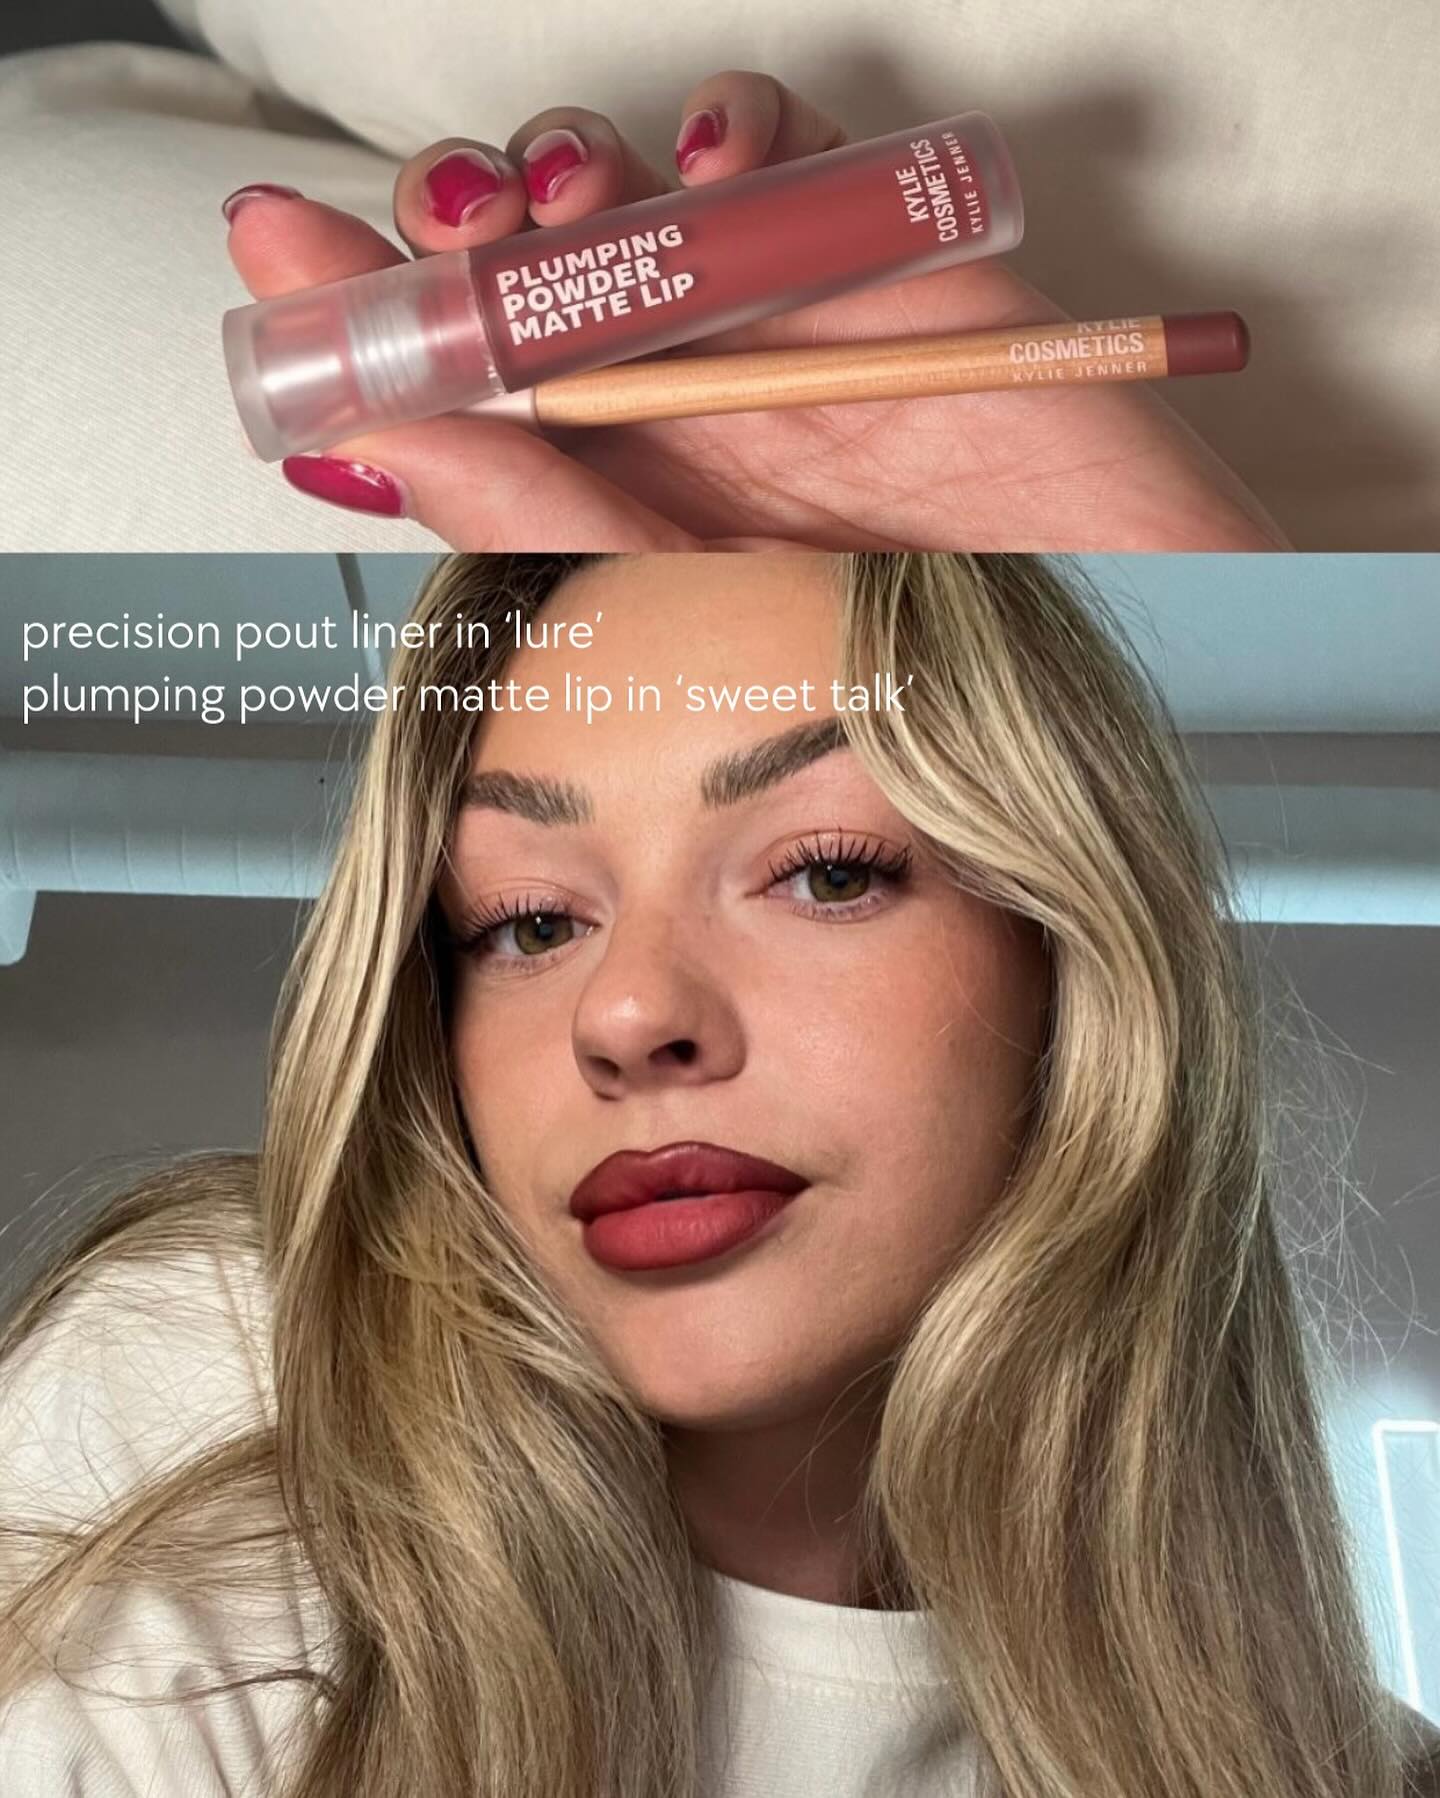 PLUMPING
POWDER
MATTE LIP
KYLIE
COSMETICS
KYLIE JENNER
KYLIE
COSMETICS
KYLIE JENNER
precision pout liner in ‘lure’
plumping powder matte lip in ‘sweet talk’